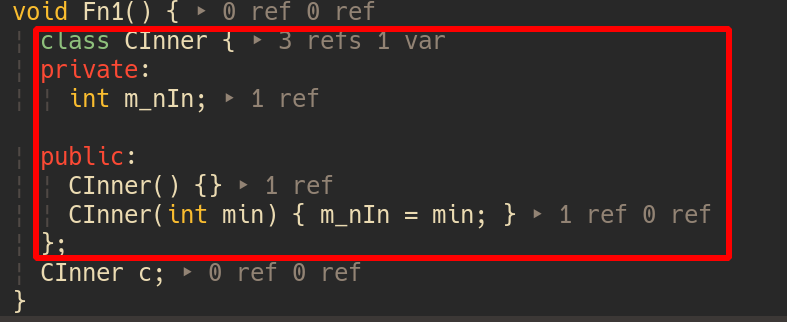 void Fn1() { ‣ 0 ref 0 ref
class CInner { ‣ 3 refs 1 var
private:
int m_nIn; ‣ 1 ref
public:
CInner() {} ‣ 1 ref
CInner(int min) { m_nIn = min; } ‣ 1 ref 0 ref
};
CInner c; ‣ 0 ref 0 ref
}